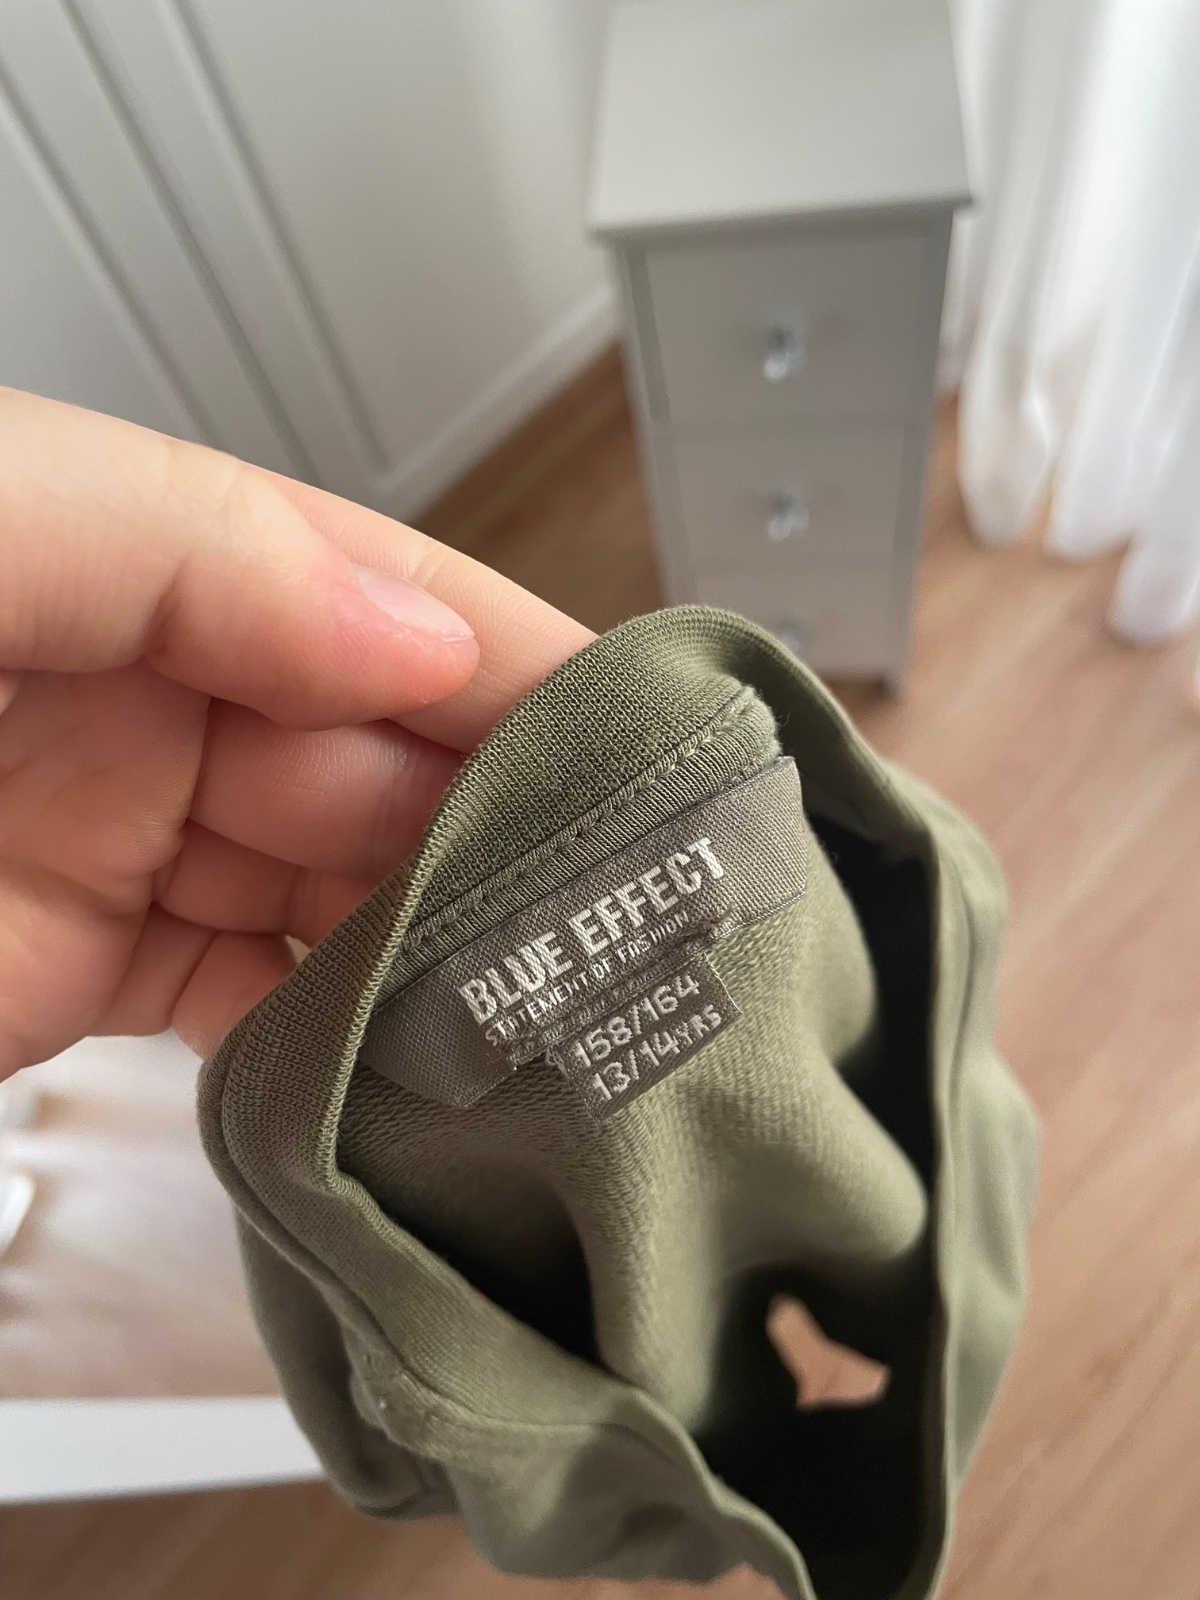 BLUE EFFECT
STATEMENT OF FASHION
158/164
13/14YRS